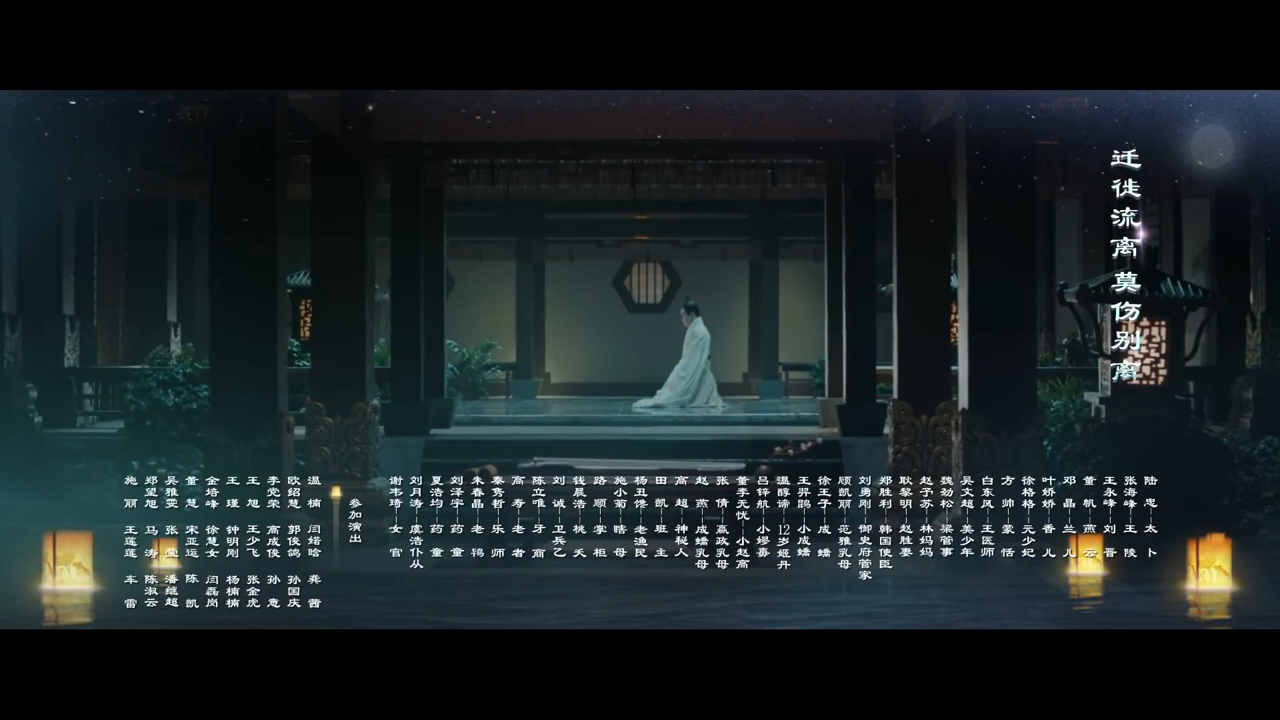 迁徙流离莫伤别离
陆忠 太卜
张海峰 王陵
王永峰 刘晋
董帆 燕云
邓晶 兰儿
叶娇娇 香儿
徐格格 元少妃
方帅 蒙恬
白东风 王医师
吴文超 美少年
魏劲松 梁管事
赵子苏 林妈妈
耿黎明 赵胜妻
郑胜利 韩国使臣
刘勇刚 御史府管家
顾凯丽 范雅乳母
徐王子 成蟜
王羿鹍 小成蟜
温醇谛 12岁姬丹
吕锌航 小嫪毐
董李无忧 小赵高
张倩 嬴政乳母
赵燕 成蟜乳母
高超 神秘人
田凯 班主
杨丑馋 老渔民
施小菊 瞎母
路顺 掌柜
钱晨浩 桃夭
刘诚 卫兵乙
陈立唯 牙商
高寿 老者
秦隽哲 乐师
朱春晶 老鸨
刘泽宇 药童
夏浩均 药童
刘月涛 虞浩仆从
谢韦琦 女官
参加演出
温楠 闫婼晗 龚茜
欧绍慧 郭俊鸽 孙国庆
李党荣 高成俊 孙意
王旭 王少飞 张金虎
王瑾 钟明刚 杨楠楠
金培峰 徐慧女 闫磊岗
董慧 宋亚运 陈凯
吴雅雯 张堂 潘继超
郑望旭 马涛 陈淑云
施丽 王莲莲 车雷